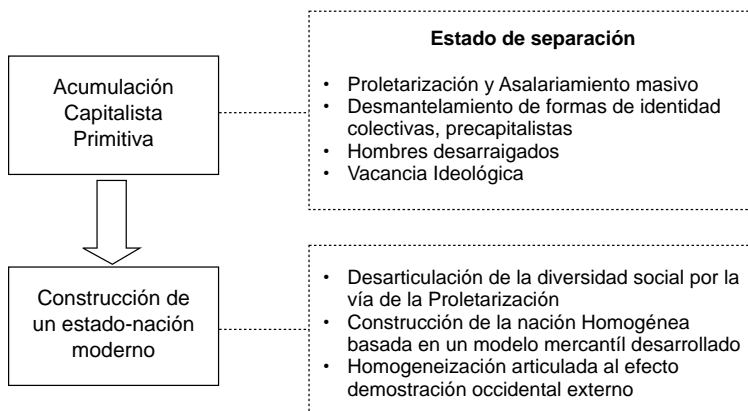 Acumulación
Capitalista
Primitiva
Estado de separación
• Proletarización y Asalariamiento masivo
• Desmantelamiento de formas de identidad
colectivas, precapitalistas
• Hombres desarraigados
• Vacancia Ideológica
Construcción de
un estado-nación
moderno
• Desarticulación de la diversidad social por la
vía de la Proletarización
• Construcción de la nación Homogénea
basada en un modelo mercantíl desarrollado
• Homogeneización articulada al efecto
demostración occidental externo